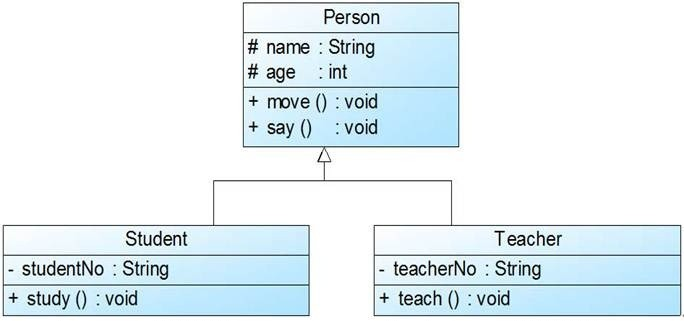 Person
# name : String
# age : int
+ move () : void
+ say () : void
Student
- studentNo : String
+ study () : void
Teacher
- teacherNo : String
+ teach () : void